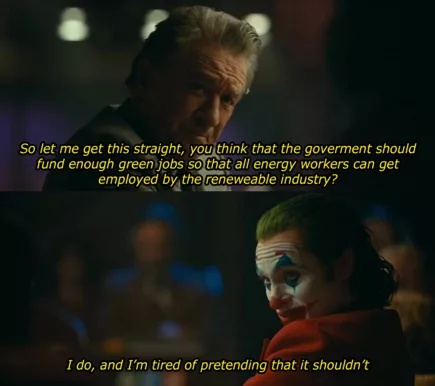 So let me get this straight, you think that the goverment should
fund enough green jobs so that all energy workers can get
employed by the reneweable industry?
I do, and I'm tired of pretending that it shouldn't